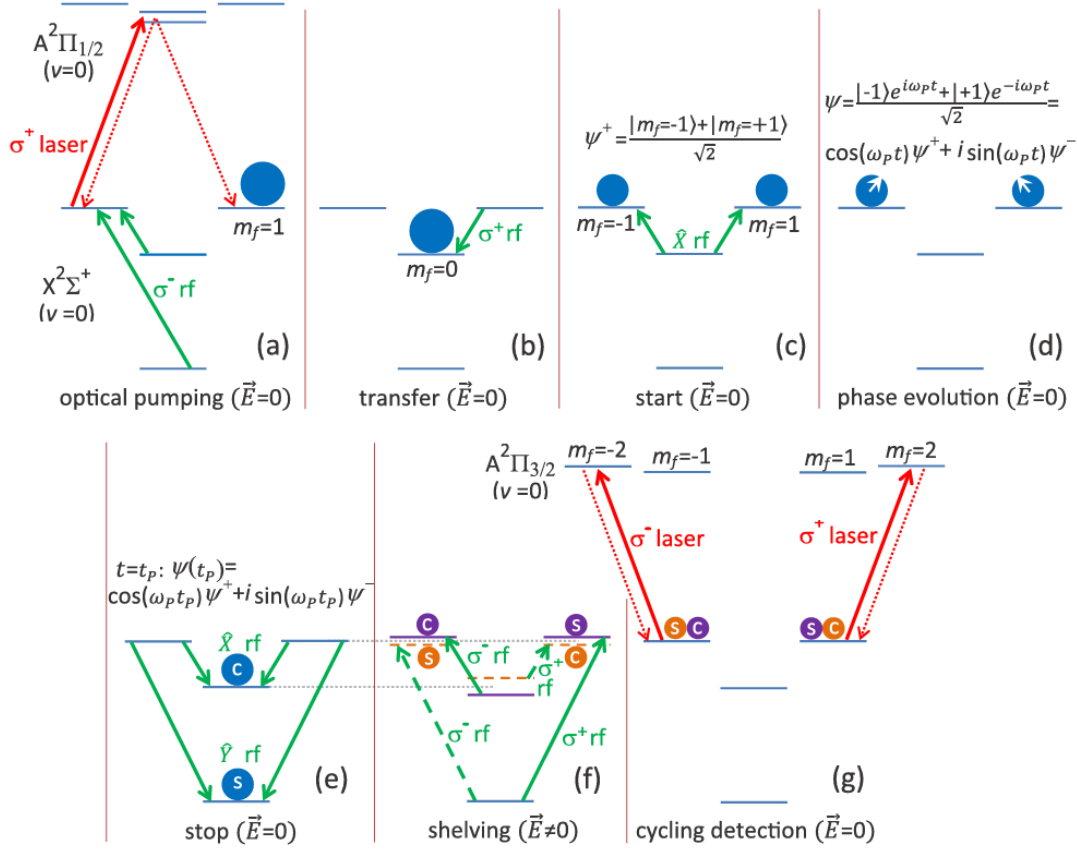 A²Π₁/₂
(ν=0)
σ⁺ laser
m_f=1
X²Σ⁺
(ν =0)
σ⁻ rf
(a)
optical pumping (E⃗=0)
σ⁺ rf
m_f=0
(b)
transfer (E⃗=0)
ψ⁺=(|m_f=-1⟩+|m_f=+1⟩)/√2
m_f=-1
X̂ rf
m_f=1
(c)
start (E⃗=0)
ψ=(|-1⟩e^{iω_P t}+|+1⟩e^{-iω_P t})/√2=
cos(ω_P t)ψ⁺+i sin(ω_P t)ψ⁻
(d)
phase evolution (E⃗=0)
t=t_P: ψ(t_P)=
cos(ω_P t_P)ψ⁺+i sin(ω_P t_P)ψ⁻
X̂ rf
C
Ŷ rf
S
(e)
stop (E⃗=0)
C
S
S
C
σ⁻ rf
σ⁺
rf
σ⁻ rf
σ⁺ rf
(f)
shelving (E⃗≠0)
A²Π₃/₂
(ν =0)
m_f=-2
m_f=-1
m_f=1
m_f=2
σ⁻ laser
σ⁺ laser
S C
S C
(g)
cycling detection (E⃗=0)